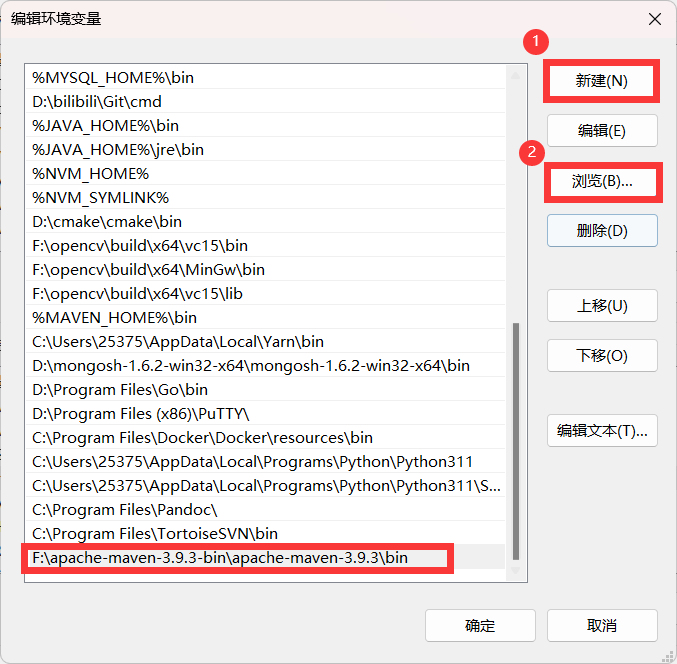 编辑环境变量
1
%MYSQL_HOME%\bin
新建(N)
D:\bilibili\Git\cmd
%JAVA_HOME%\bin
编辑(E)
%JAVA_HOME%\jre\bin
2
%NVM_HOME%
浏览(B)...
%NVM_SYMLINK%
D:\cmake\cmake\bin
删除(D)
F:\opencv\build\x64\vc15\bin
F:\opencv\build\x64\MinGw\bin
F:\opencv\build\x64\vc15\lib
上移(U)
%MAVEN_HOME%\bin
C:\Users\25375\AppData\Local\Yarn\bin
下移(O)
D:\mongosh-1.6.2-win32-x64\mongosh-1.6.2-win32-x64\bin
D:\Program Files\Go\bin
D:\Program Files (x86)\PuTTY\
C:\Program Files\Docker\Docker\resources\bin
编辑文本(T)...
C:\Users\25375\AppData\Local\Programs\Python\Python311
C:\Users\25375\AppData\Local\Programs\Python\Python311\S...
C:\Program Files\Pandoc\
C:\Program Files\TortoiseSVN\bin
F:\apache-maven-3.9.3-bin\apache-maven-3.9.3\bin
确定
取消